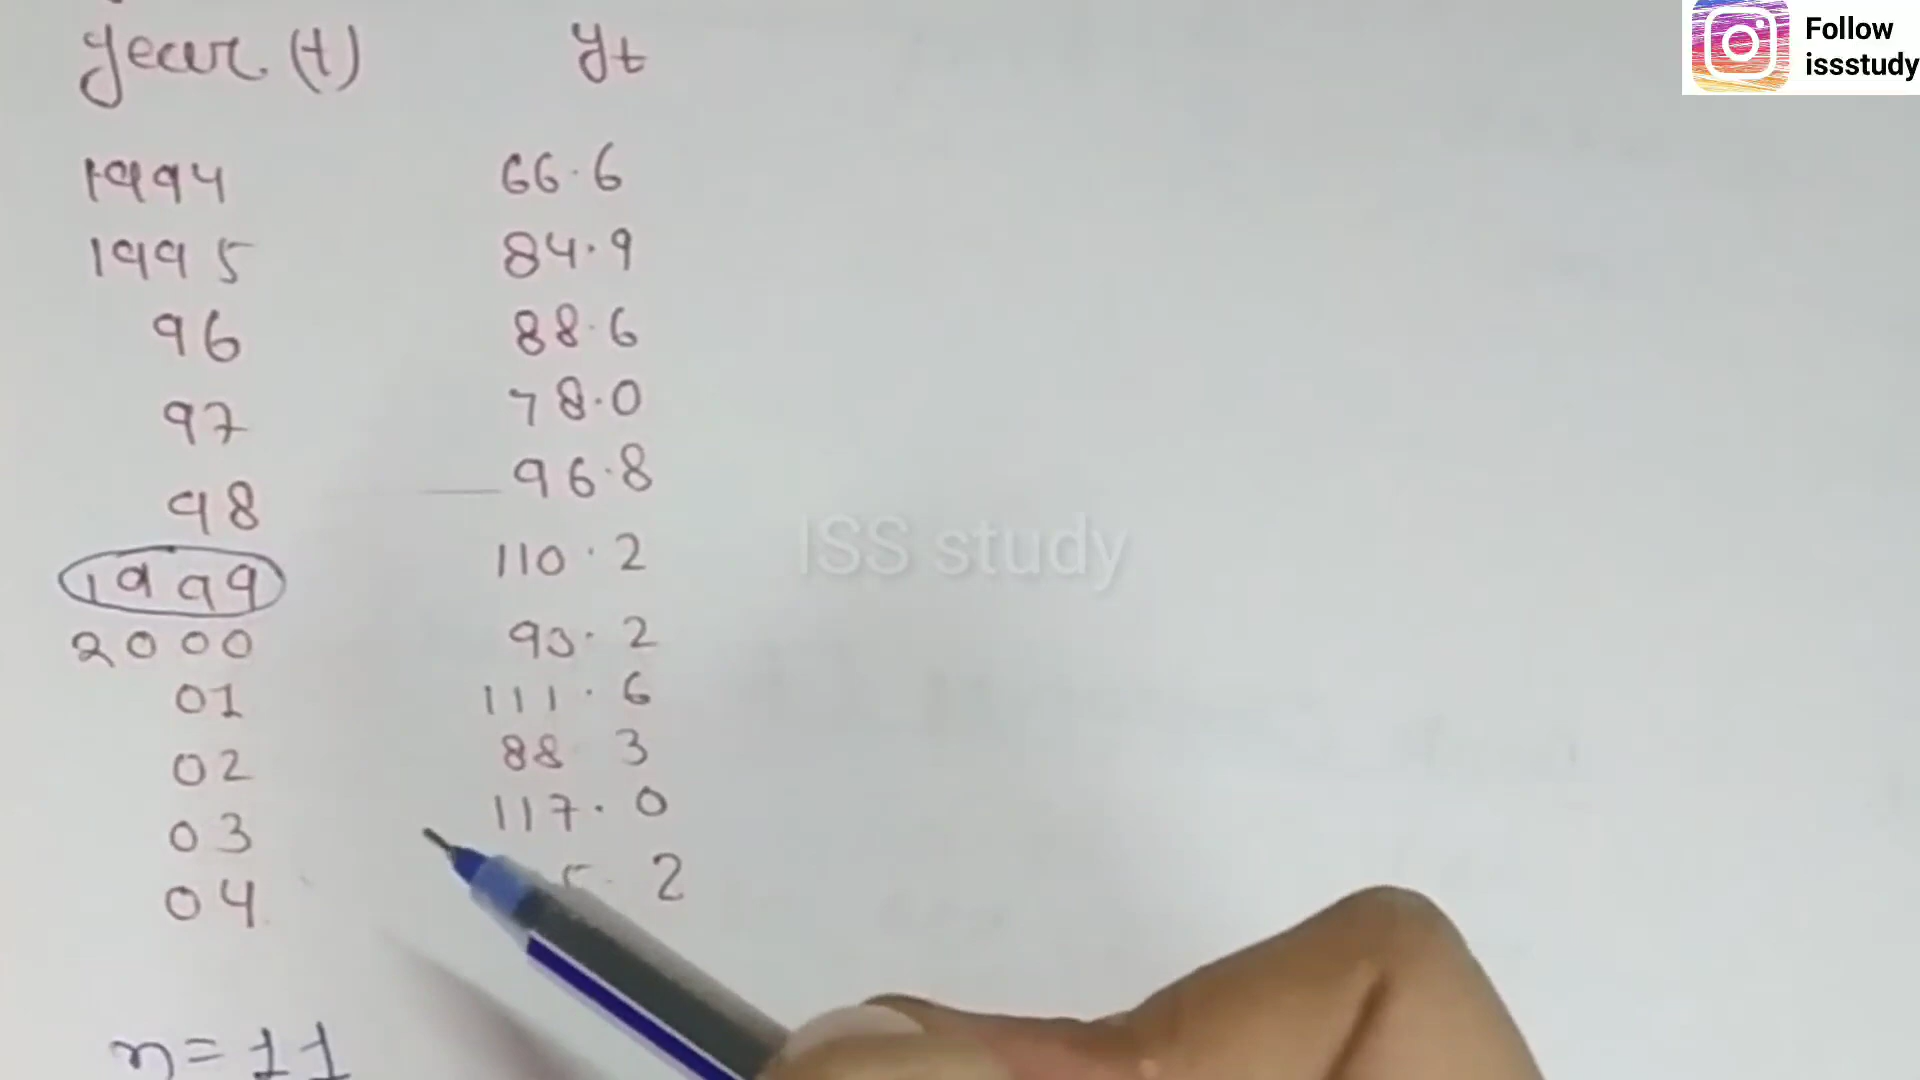 year (t) yt
1994 66.6
1995 84.9
96 88.6
97 78.0
98 96.8
1999 110.2
2000 93.2
01 111.6
02 88 3
03 117.0
04 5.2
n=11
ISS study
Follow
issstudy